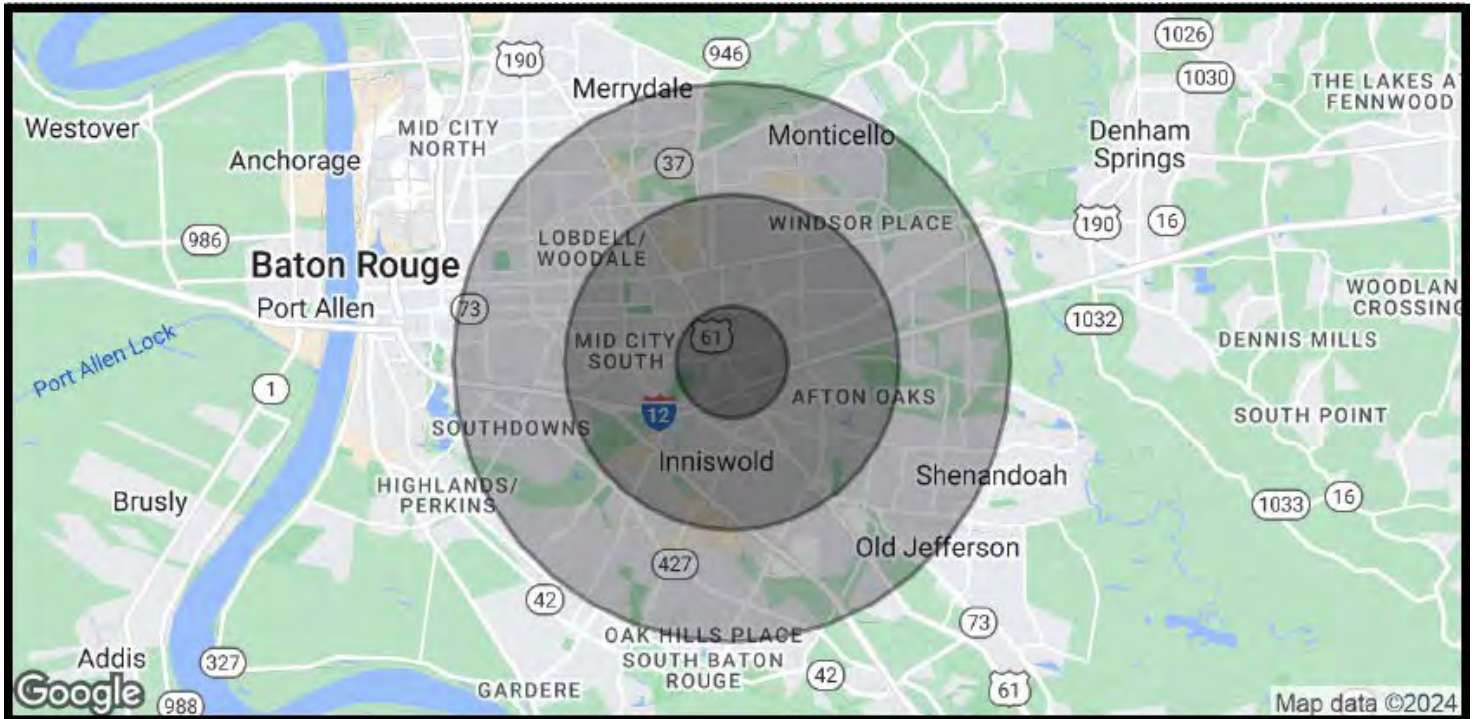 1026
946
190
1030
THE LAKES A
FENNWOOD
Merrydale
Westover
MID CITY
NORTH
Monticello
Denham
Springs
Anchorage
37
190
16
WINDSOR PLACE
986
LOBDELL/
WOODALE
Baton Rouge
WOODLAN
CROSSING
Port Allen
73
1032
61
MID CITY
SOUTH
DENNIS MILLS
Port Allen Lock
1
AFTON OAKS
12
SOUTH POINT
SOUTHDOWNS
Inniswold
Shenandoah
HIGHLANDS/
PERKINS
Brusly
16
1033
Old Jefferson
427
42
73
OAK HILLS PLACE
SOUTH BATON
ROUGE
Addis
327
42
61
GARDERE
Google
988
Map data ©2024